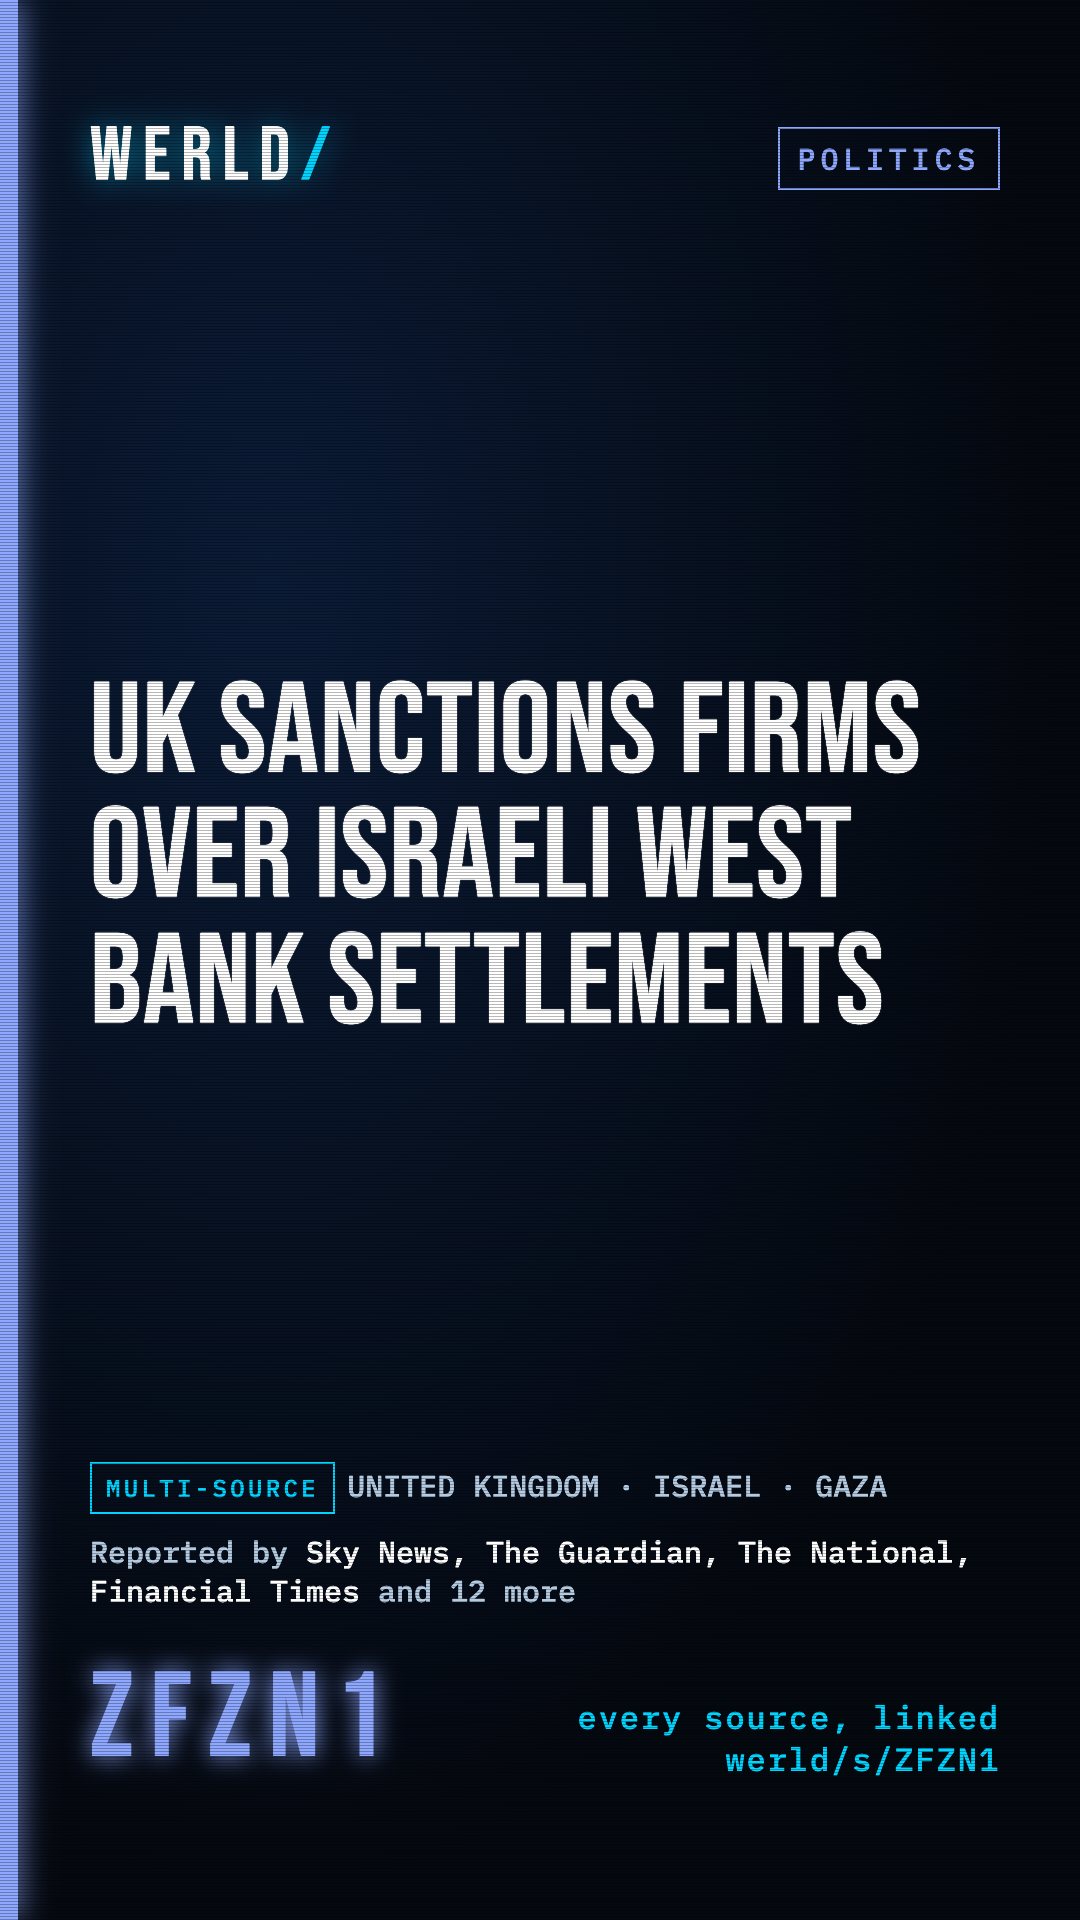 WERLD/
POLITICS
UK SANCTIONS FIRMS
OVER ISRAELI WEST
BANK SETTLEMENTS
MULTI-SOURCE UNITED KINGDOM · ISRAEL · GAZA
Reported by Sky News, The Guardian, The National,
Financial Times and 12 more
ZFZN1
every source, linked
werld/s/ZFZN1